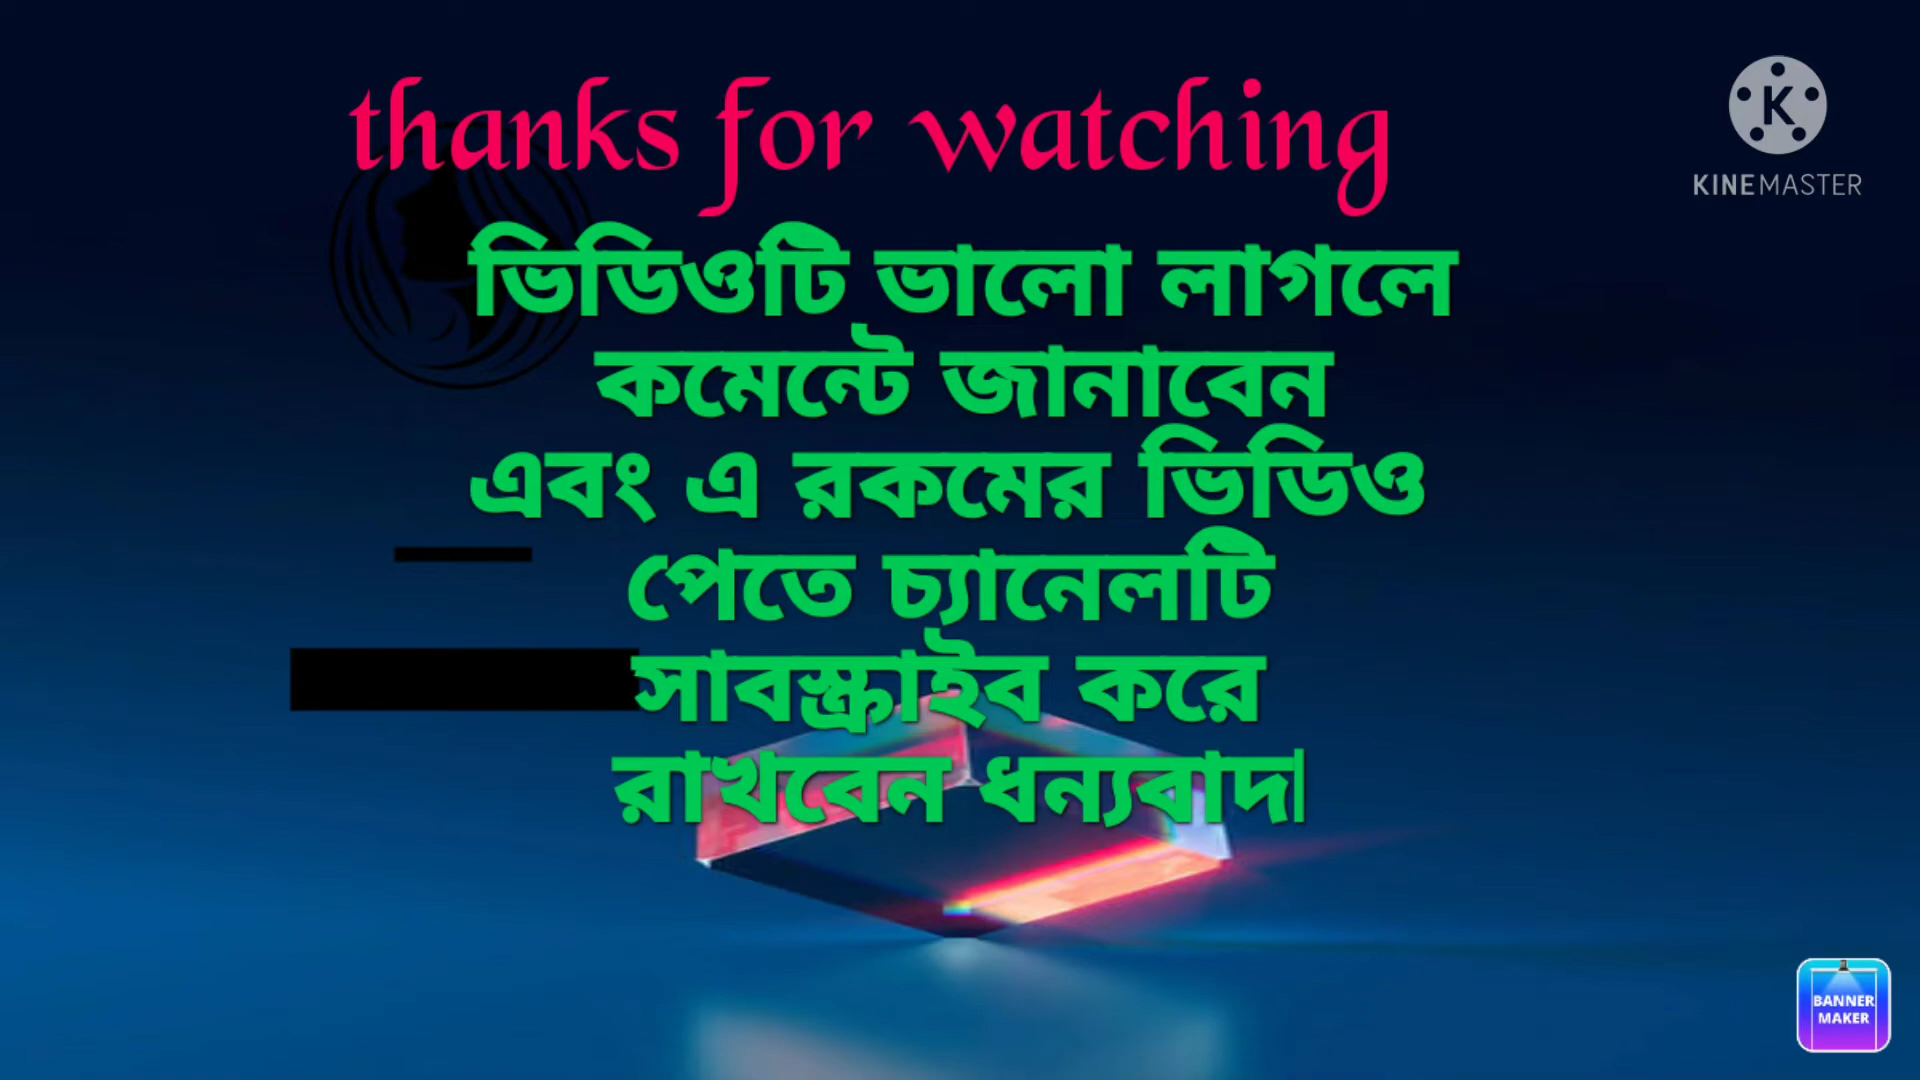 thanks for watching
K
KINEMASTER
ভিডিওটি ভালো লাগলে
কমেন্টে জানাবেন
এবং এ রকমের ভিডিও
পেতে চ্যানেলটি
সাবস্ক্রাইব করে
রাখবেন ধন্যবাদ।
BANNER
MAKER